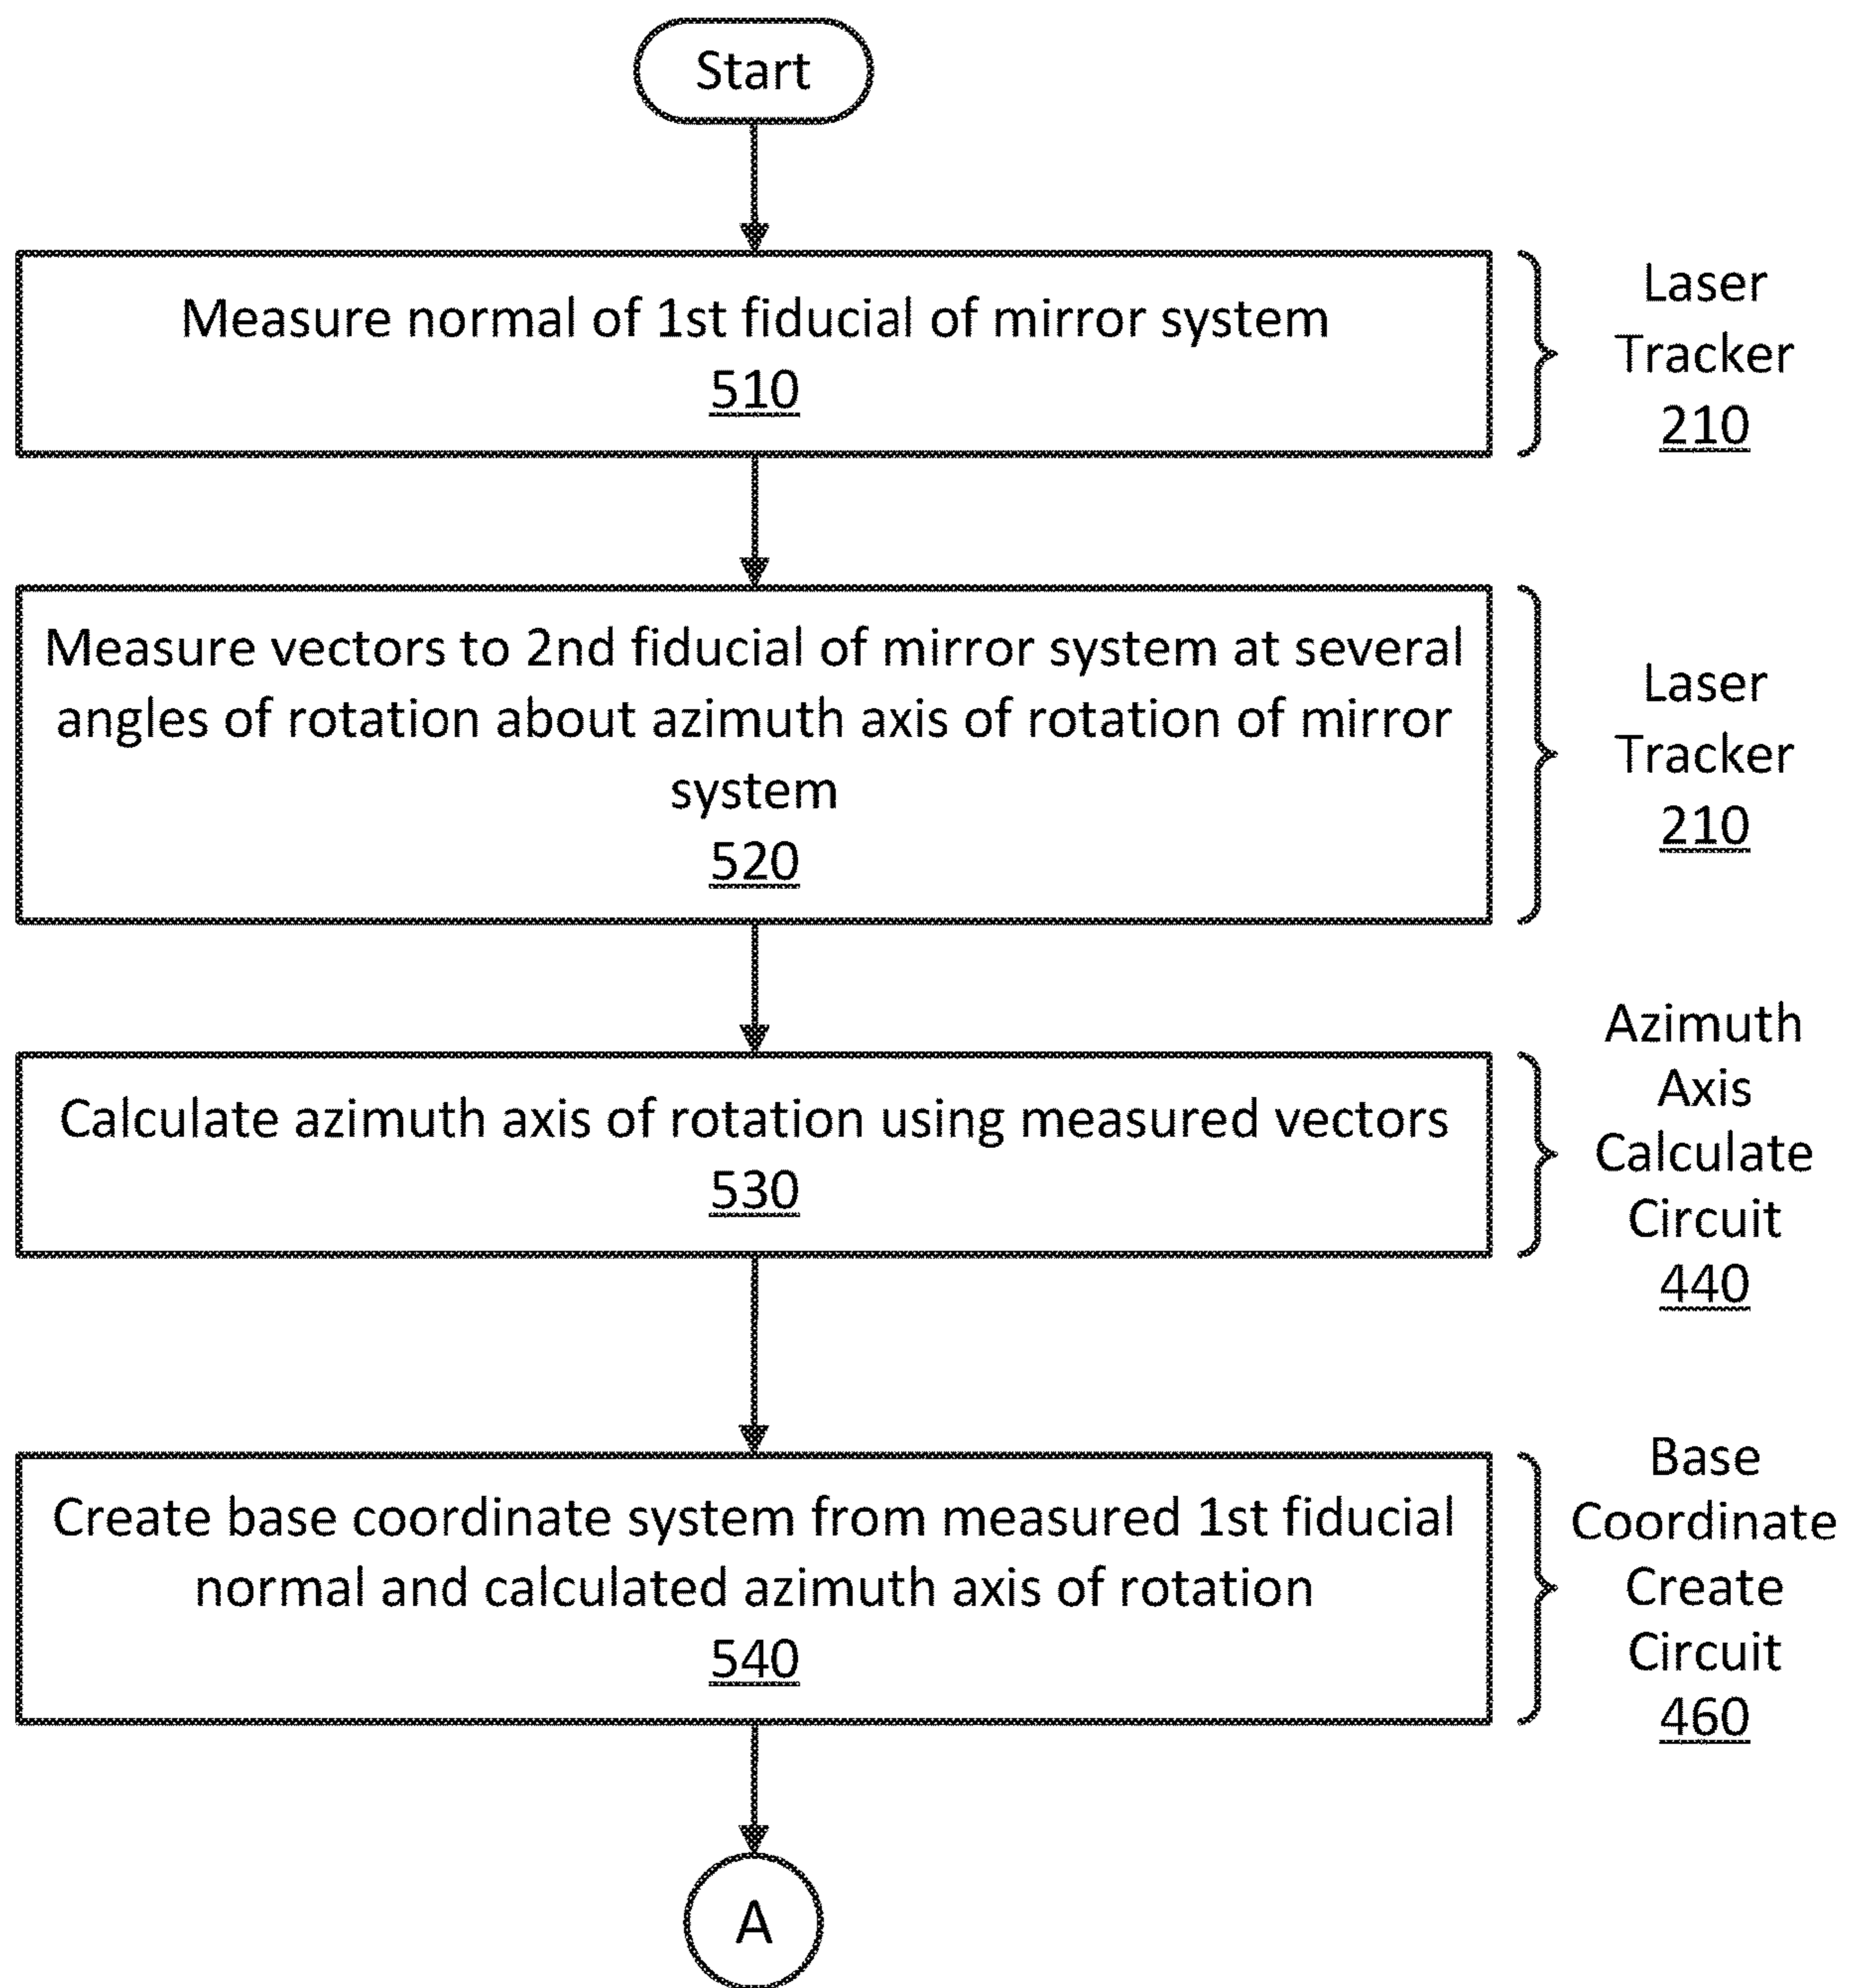 Start
Measure normal of 1st fiducial of mirror system
510
Laser
Tracker
210
Measure vectors to 2nd fiducial of mirror system at several
angles of rotation about azimuth axis of rotation of mirror
system
520
Laser
Tracker
210
Calculate azimuth axis of rotation using measured vectors
530
Azimuth
Axis
Calculate
Circuit
440
Create base coordinate system from measured 1st fiducial
normal and calculated azimuth axis of rotation
540
Base
Coordinate
Create
Circuit
460
A